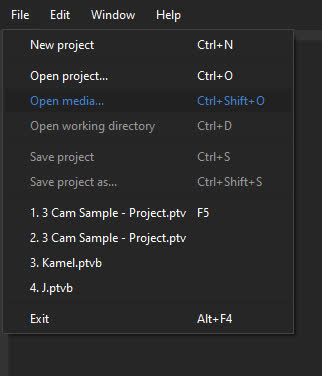 File Edit Window Help
New project Ctrl+N
Open project... Ctrl+O
Open media... Ctrl+Shift+O
Open working directory Ctrl+D
Save project Ctrl+S
Save project as... Ctrl+Shift+S
1. 3 Cam Sample - Project.ptv F5
2. 3 Cam Sample - Project.ptv
3. Kamel.ptvb
4. J.ptvb
Exit Alt+F4